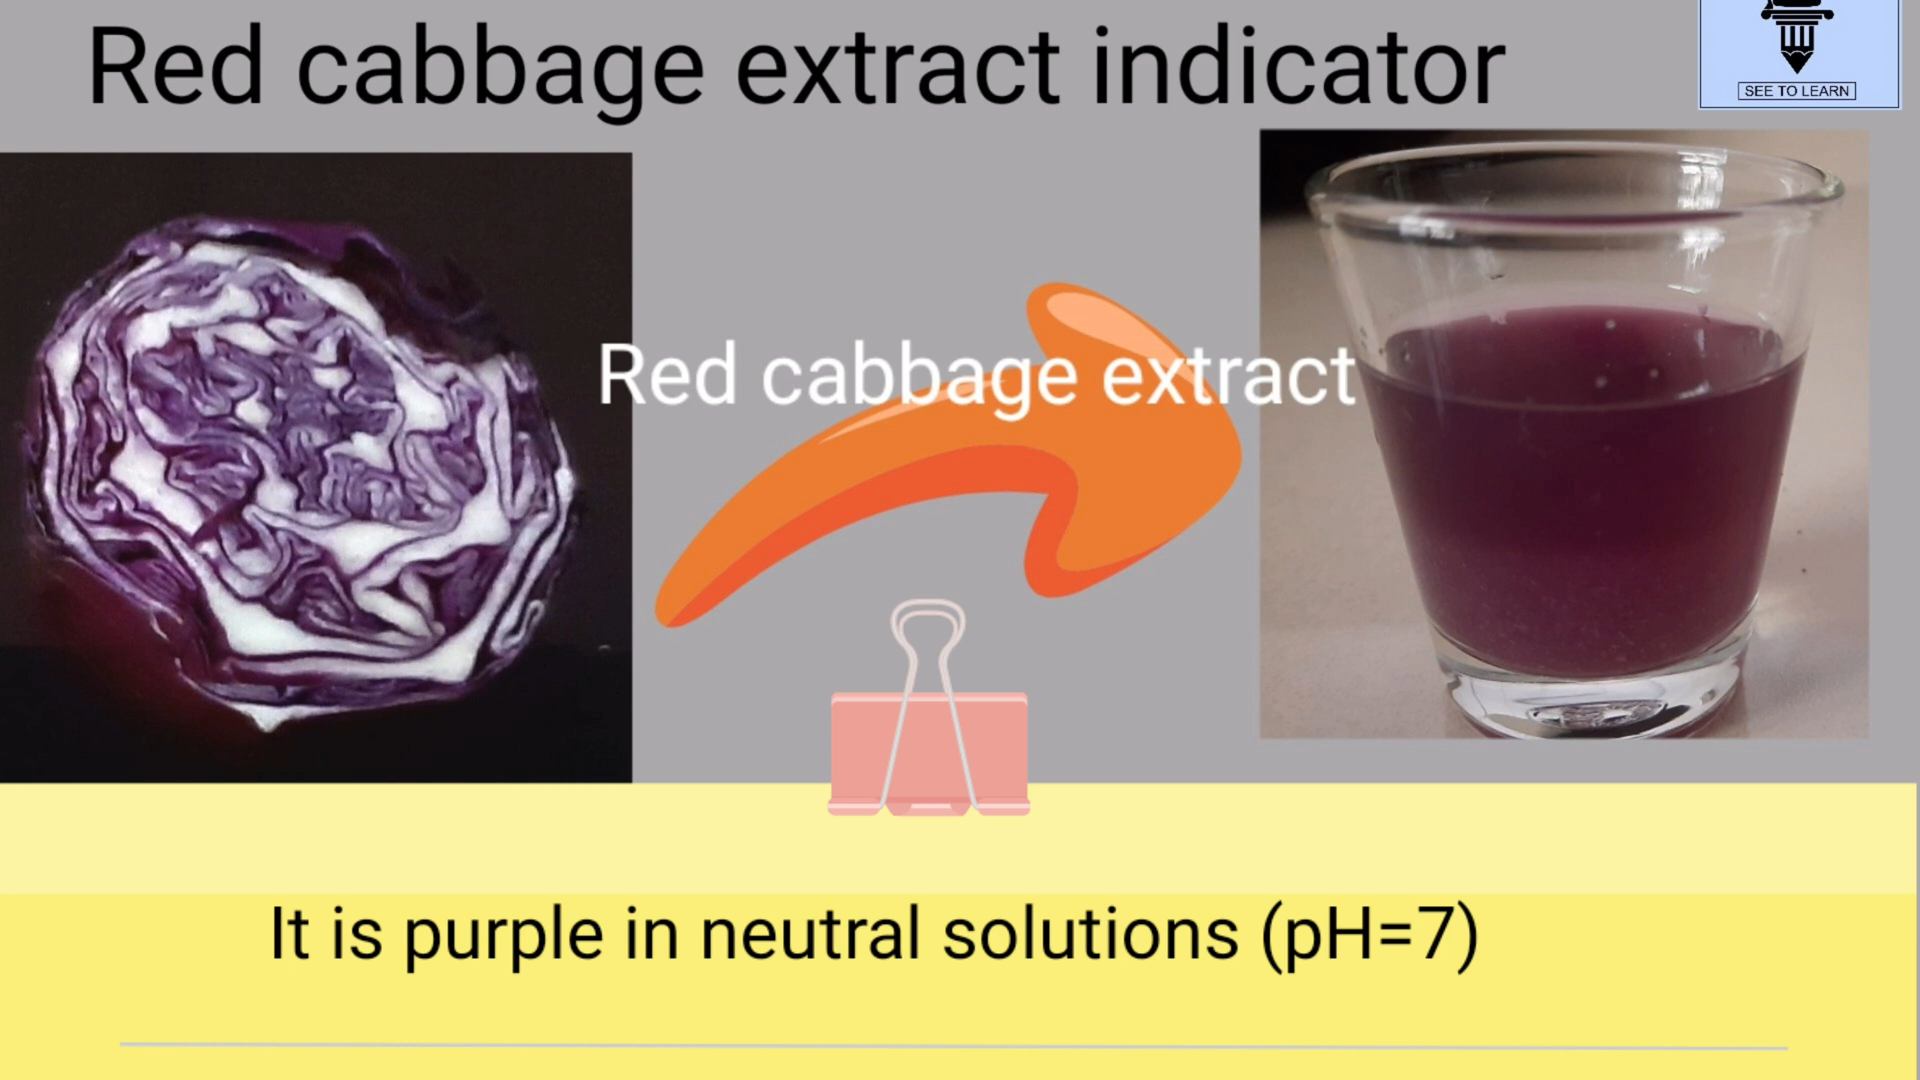 Red cabbage extract indicator
SEE TO LEARN
Red cabbage extract
It is purple in neutral solutions (pH=7)